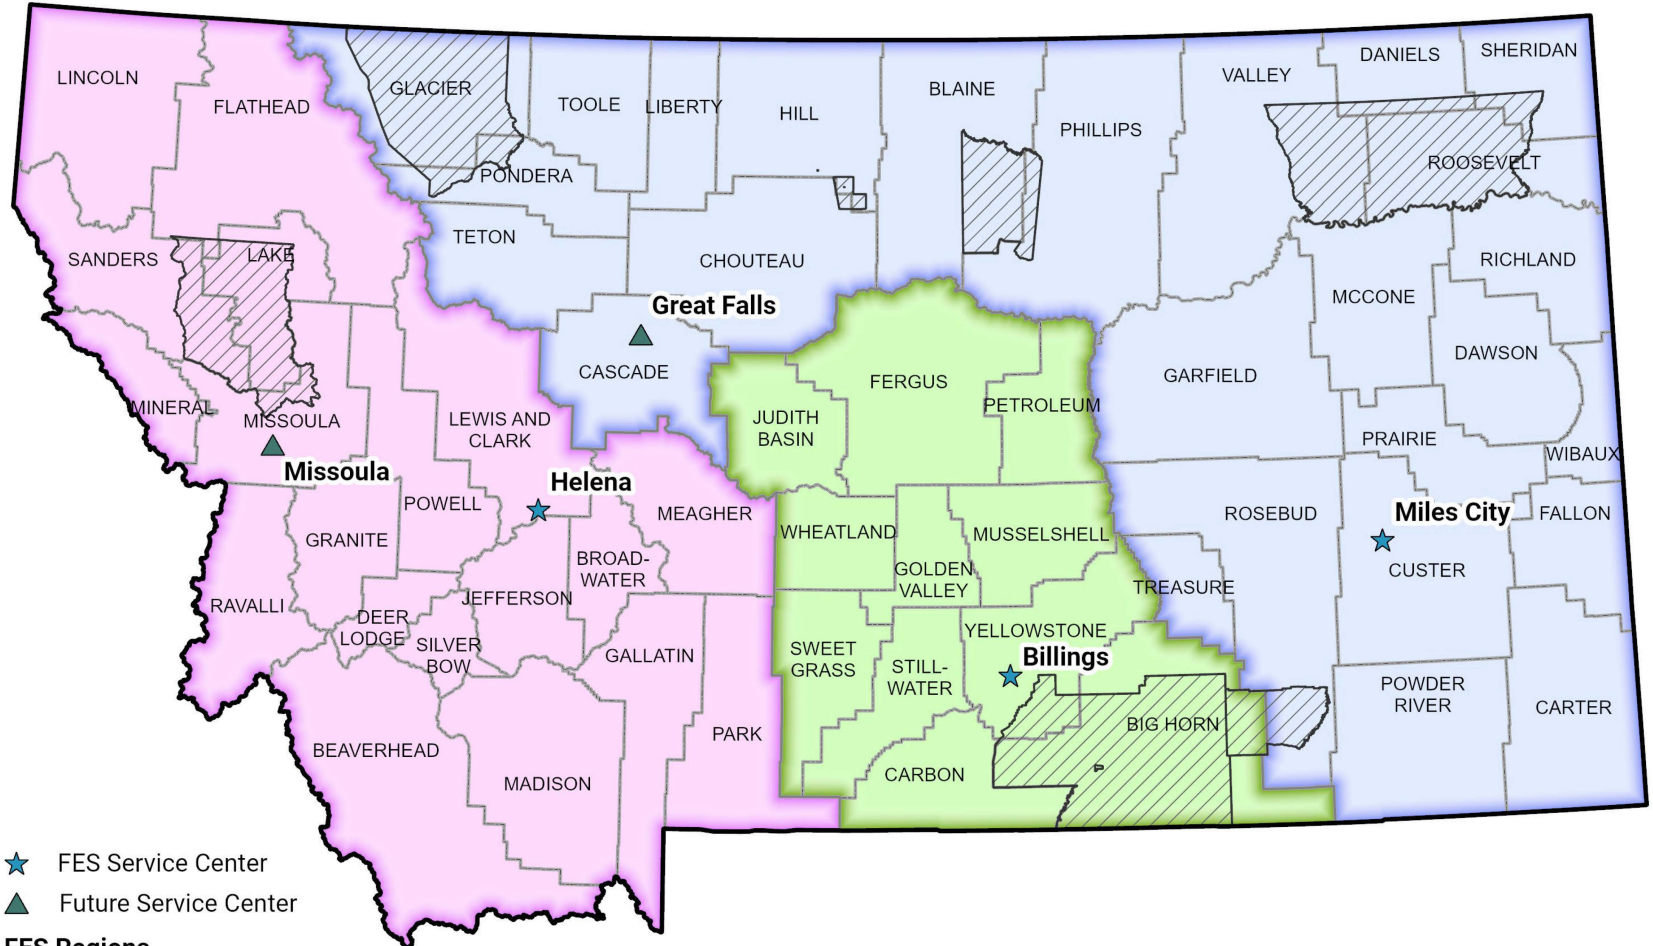 LINCOLN
FLATHEAD
GLACIER
TOOLE
LIBERTY
HILL
BLAINE
PHILLIPS
VALLEY
DANIELS
SHERIDAN
ROOSEVELT
PONDERA
TETON
CHOUTEAU
SANDERS
LAKE
RICHLAND
MCCONE
Great Falls
CASCADE
DAWSON
GARFIELD
FERGUS
PETROLEUM
JUDITH
BASIN
MINERAL
MISSOULA
Missoula
LEWIS AND
CLARK
PRAIRIE
WIBAUX
Helena
POWELL
MEAGHER
GRANITE
WHEATLAND
MUSSELSHELL
ROSEBUD
Miles City
CUSTER
FALLON
BROAD-
WATER
GOLDEN
VALLEY
TREASURE
RAVALLI
DEER
LODGE
JEFFERSON
SILVER
BOW
GALLATIN
SWEET
GRASS
STILL-
WATER
YELLOWSTONE
Billings
BIG HORN
POWDER
RIVER
CARTER
BEAVERHEAD
MADISON
PARK
CARBON
FES Service Center
Future Service Center
FES Regions